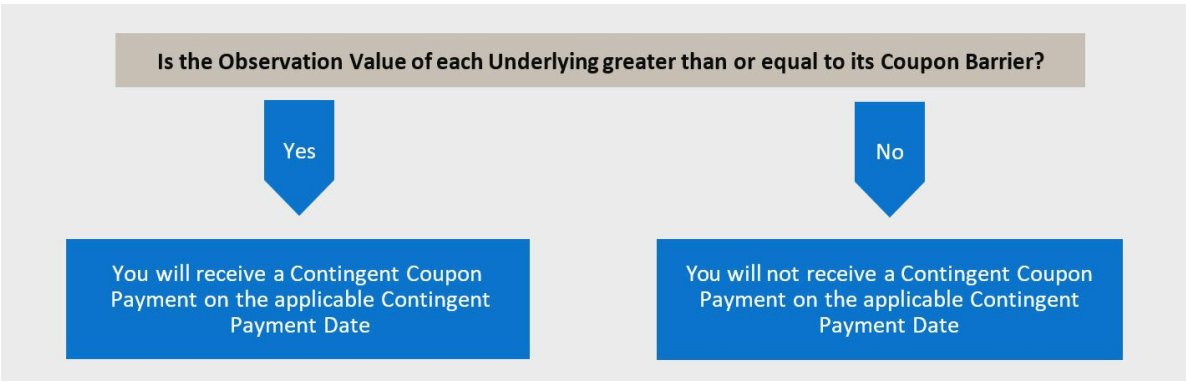 Is the Observation Value of each Underlying greater than or equal to its Coupon Barrier?
Yes
No
You will receive a Contingent Coupon
Payment on the applicable Contingent
Payment Date
You will not receive a Contingent Coupon
Payment on the applicable Contingent
Payment Date